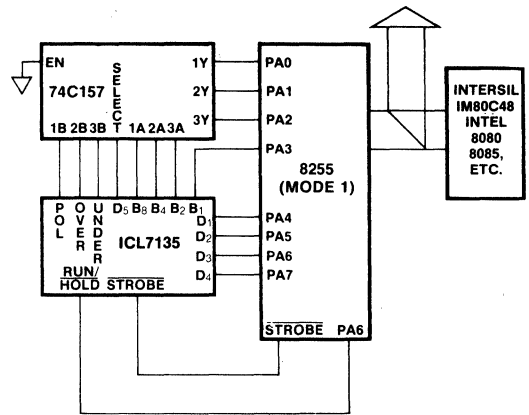 EN
1Y
PA0
74C157
SELECT
2Y
PA1
3Y
PA2
1B 2B 3B
1A 2A 3A
PA3
8255
(MODE 1)
INTERSIL
IM80C48
INTEL
8080
8085,
ETC.
POL
OVER
UNDER
D5 B8 B4 B2 B1
D1
PA4
ICL7135
D2
PA5
D3
PA6
D4
PA7
RUN/
HOLD
STROBE
STROBE
PA6